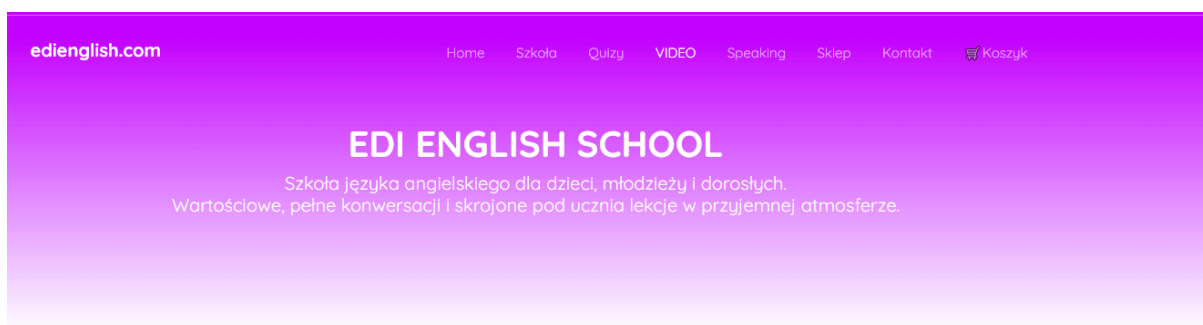 edienglish.com
Home Szkoła Quizy VIDEO Speaking Sklep Kontakt 🛒 Koszyk
EDI ENGLISH SCHOOL
Szkoła języka angielskiego dla dzieci, młodzieży i dorosłych.
Wartościowe, pełne konwersacji i skrojone pod ucznia lekcje w przyjemnej atmosferze.